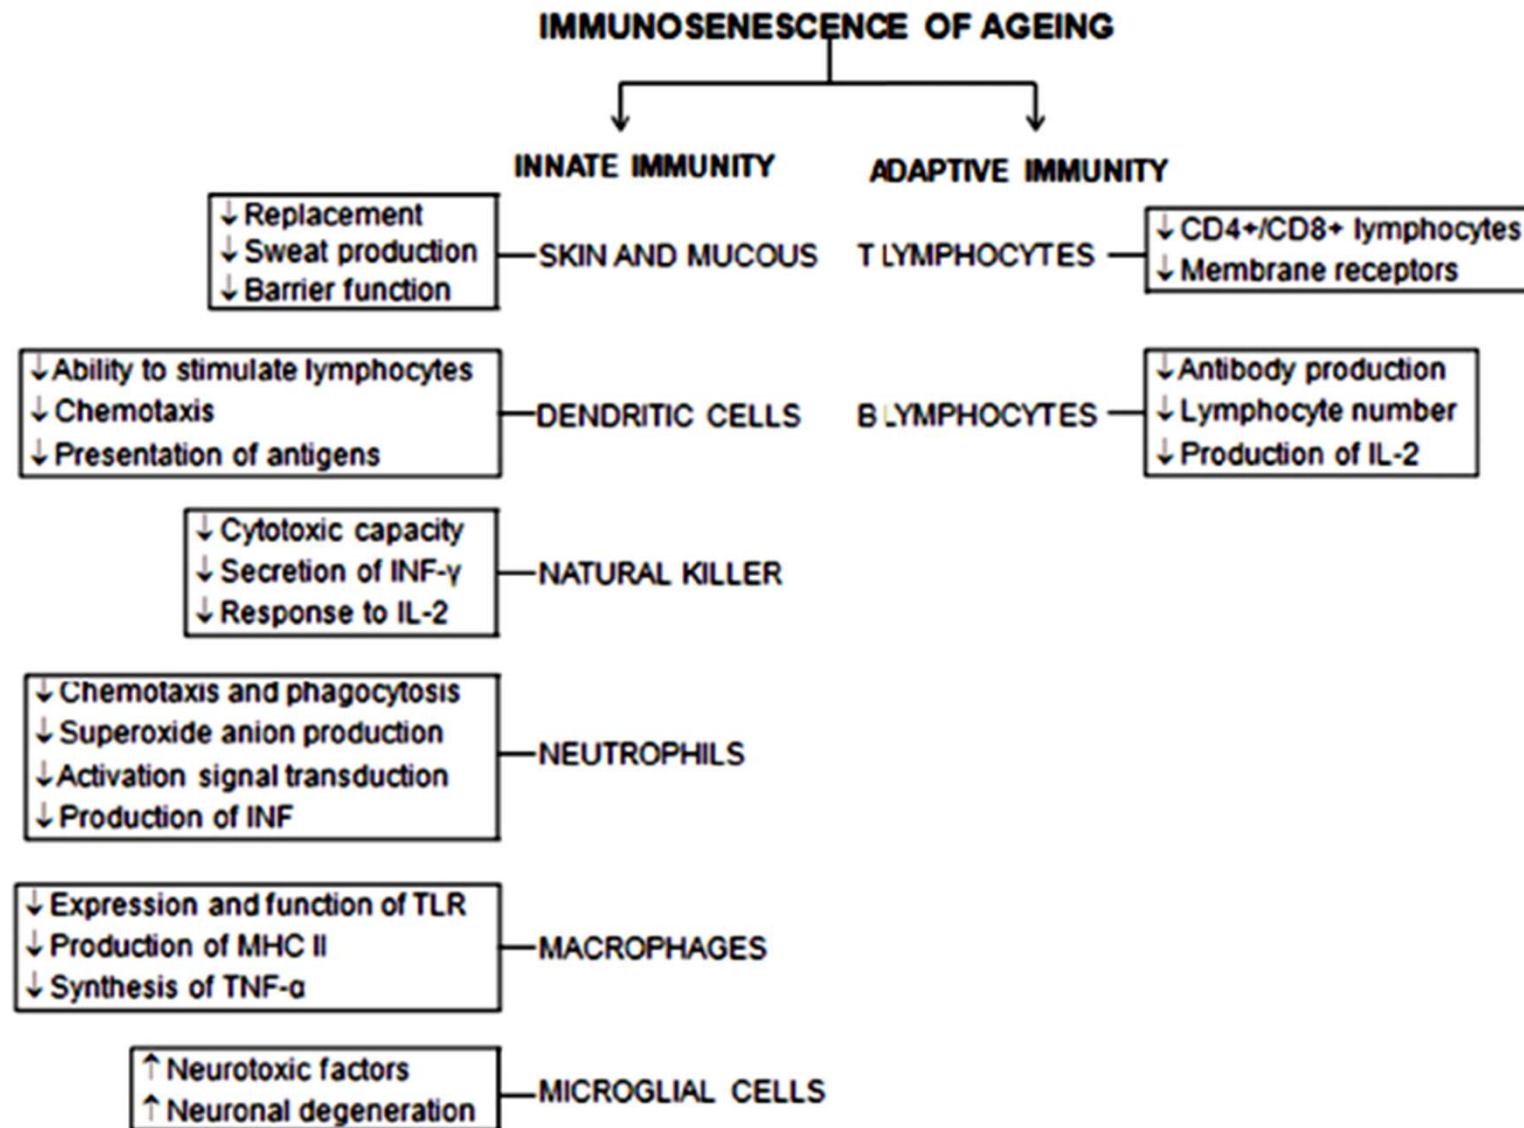 IMMUNOSENESCENCE OF AGEING
INNATE IMMUNITY
↓ Replacement
↓ Sweat production
↓ Barrier function
SKIN AND MUCOUS
↓ Ability to stimulate lymphocytes
↓ Chemotaxis
↓ Presentation of antigens
DENDRITIC CELLS
↓ Cytotoxic capacity
↓ Secretion of INF-γ
↓ Response to IL-2
NATURAL KILLER
↓ Chemotaxis and phagocytosis
↓ Superoxide anion production
↓ Activation signal transduction
↓ Production of INF
NEUTROPHILS
↓ Expression and function of TLR
↓ Production of MHC II
↓ Synthesis of TNF-α
MACROPHAGES
↑ Neurotoxic factors
↑ Neuronal degeneration
MICROGLIAL CELLS
ADAPTIVE IMMUNITY
T LYMPHOCYTES
↓ CD4+/CD8+ lymphocytes
↓ Membrane receptors
B LYMPHOCYTES
↓ Antibody production
↓ Lymphocyte number
↓ Production of IL-2